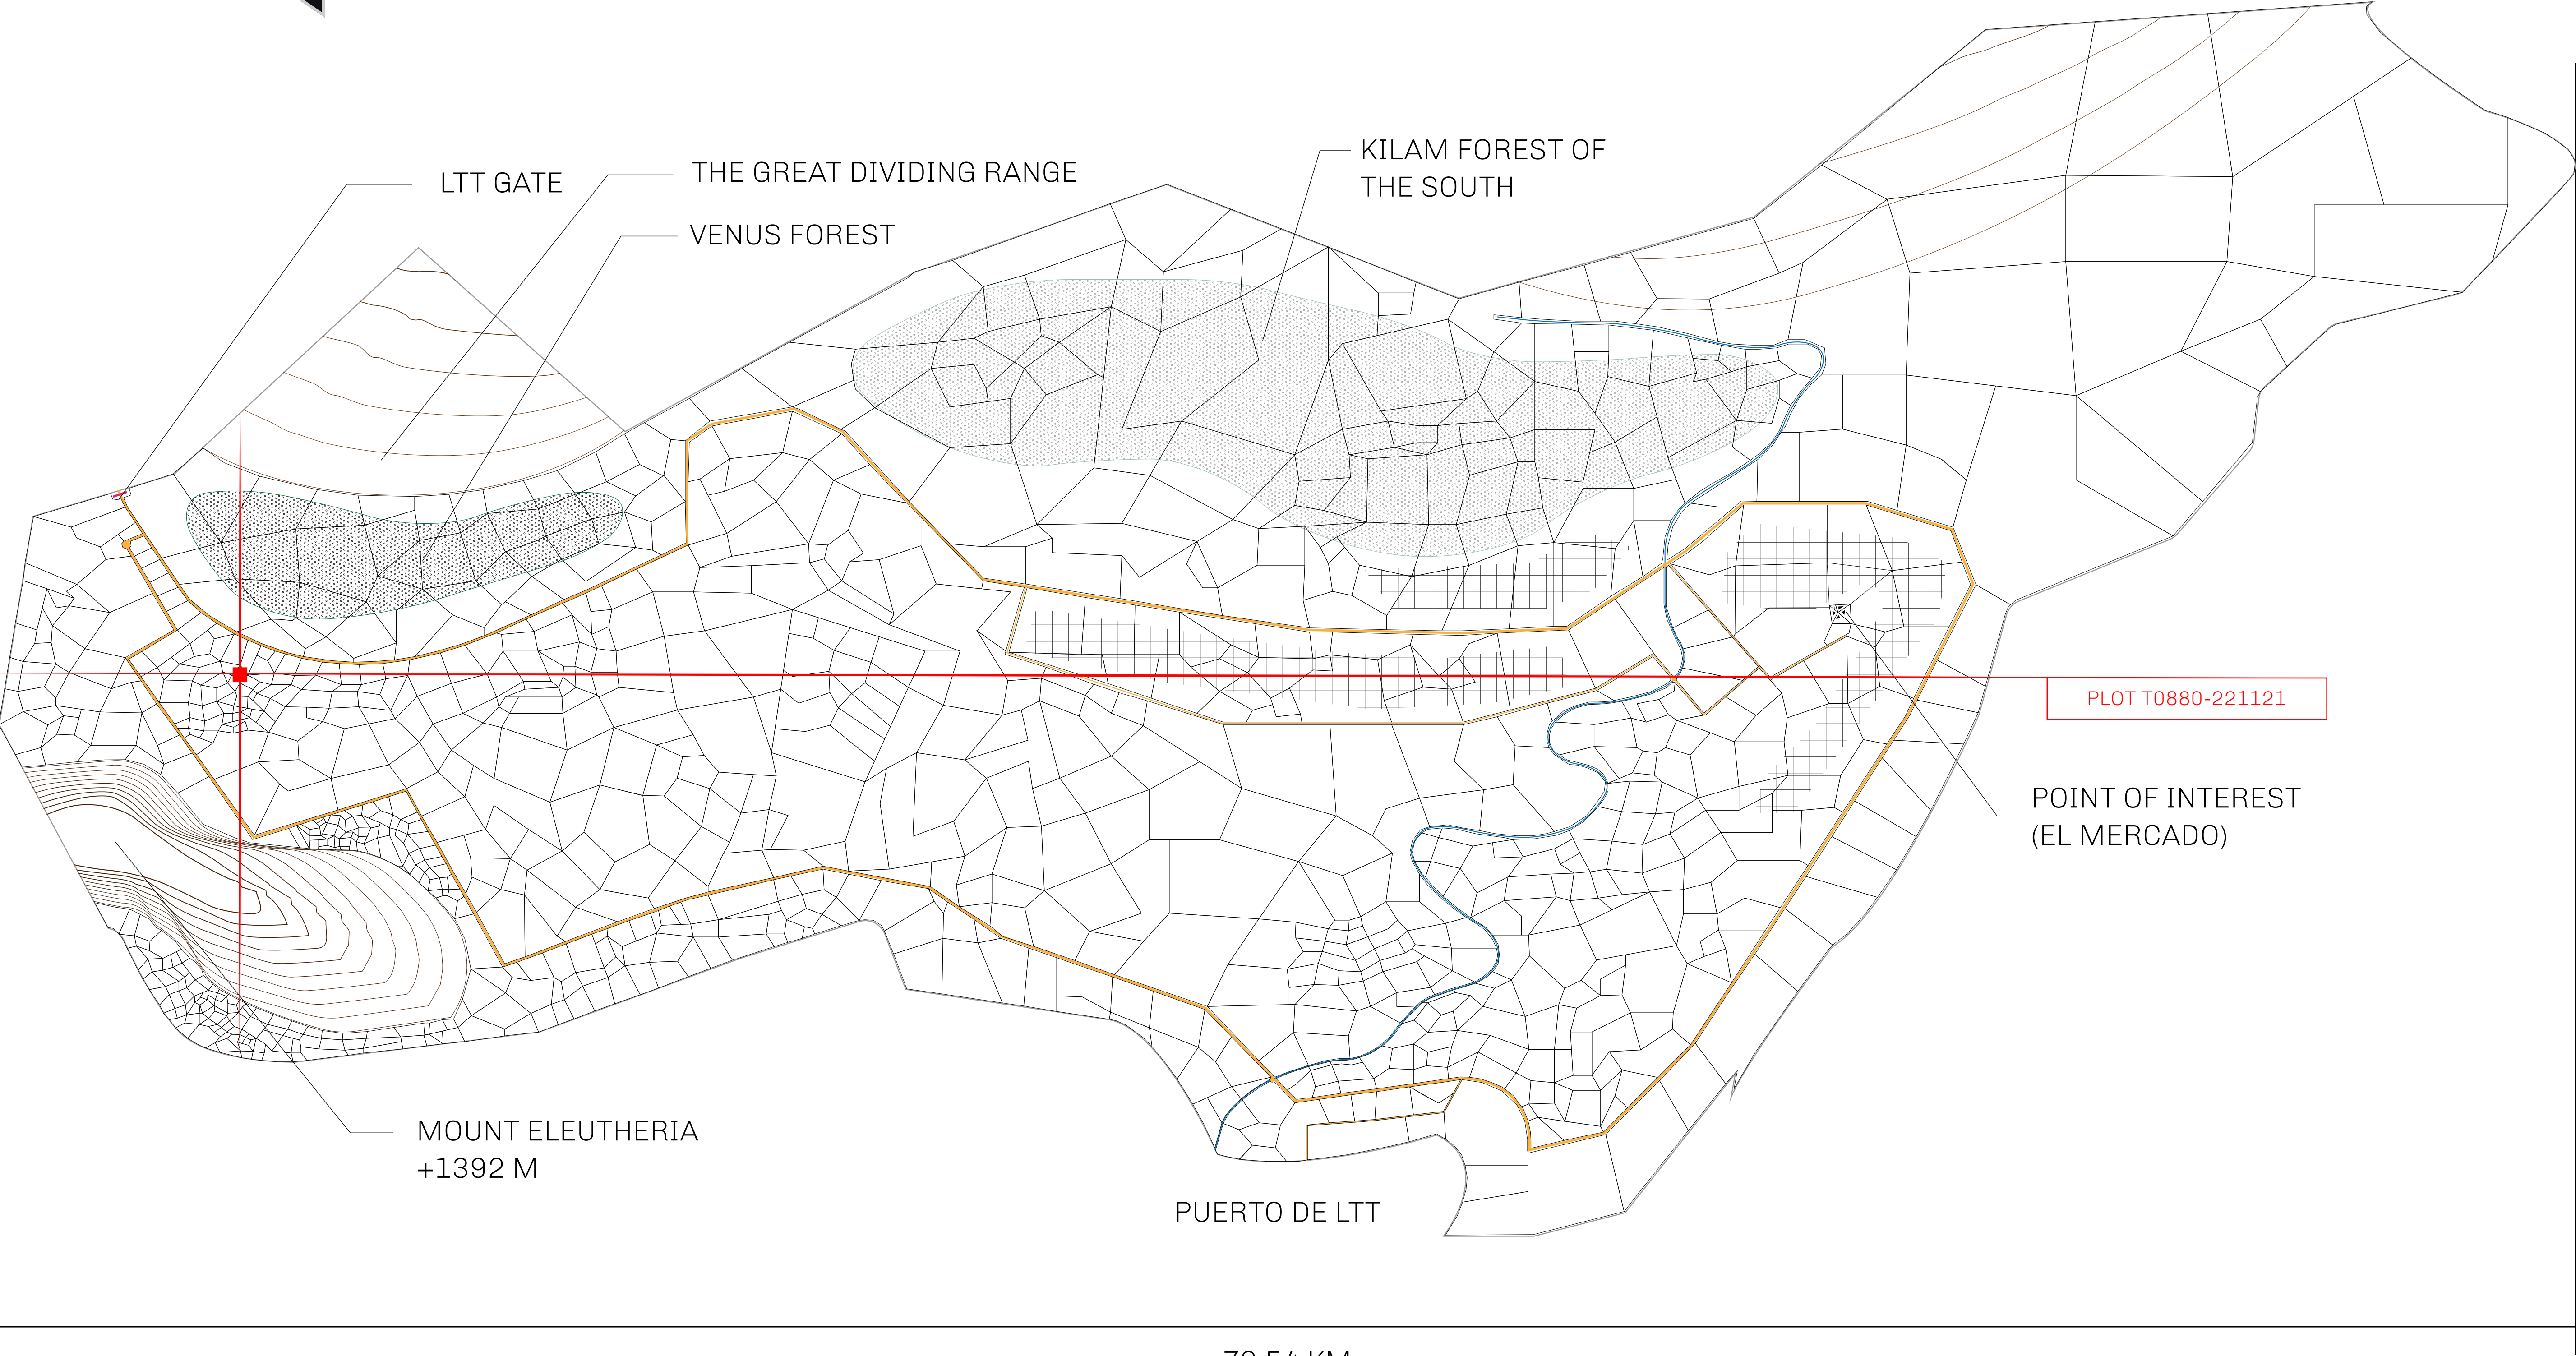 LTT GATE
THE GREAT DIVIDING RANGE
VENUS FOREST
KILAM FOREST OF
THE SOUTH
PLOT T0880-221121
POINT OF INTEREST
(EL MERCADO)
MOUNT ELEUTHERIA
+1392 M
PUERTO DE LTT
KM